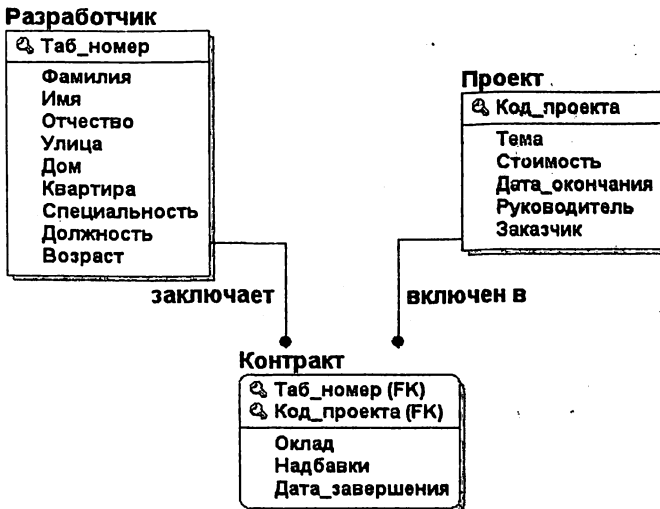 Разработчик
Таб_номер
Фамилия
Имя
Отчество
Улица
Дом
Квартира
Специальность
Должность
Возраст
Проект
Код_проекта
Тема
Стоимость
Дата_окончания
Руководитель
Заказчик
заключает
включен в
Контракт
Таб_номер (FK)
Код_проекта (FK)
Оклад
Надбавки
Дата_завершения